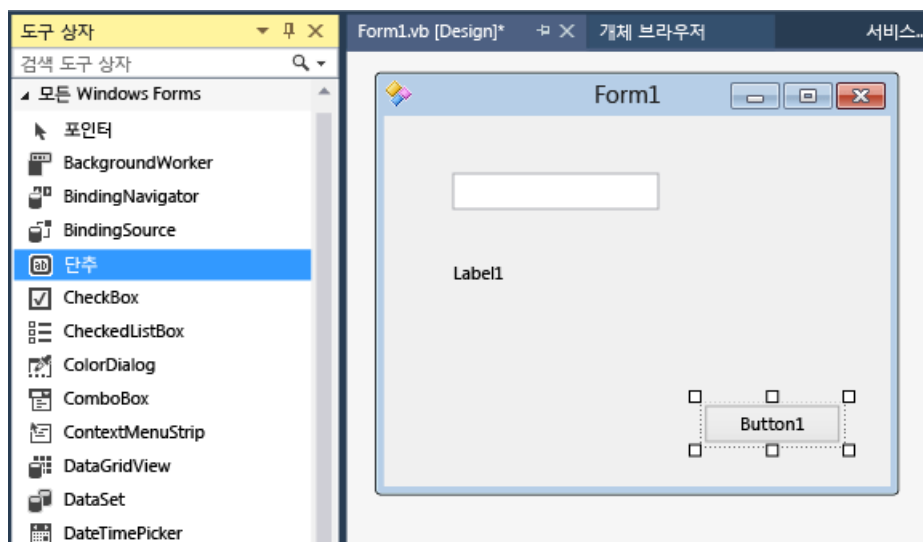 도구 상자
검색 도구 상자
모든 Windows Forms
포인터
BackgroundWorker
BindingNavigator
BindingSource
단추
CheckBox
CheckedListBox
ColorDialog
ComboBox
ContextMenuStrip
DataGridView
DataSet
DateTimePicker
Form1.vb [Design]* 개체 브라우저 서비스...
Form1
Label1
Button1